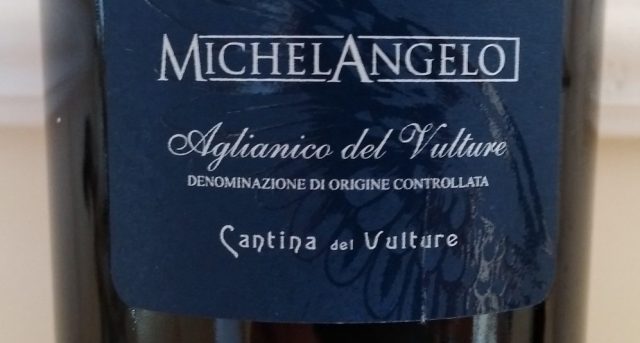 MICHELANGELO
Aglianico del Vulture
DENOMINAZIONE DI ORIGINE CONTROLLATA
Cantina del Vulture